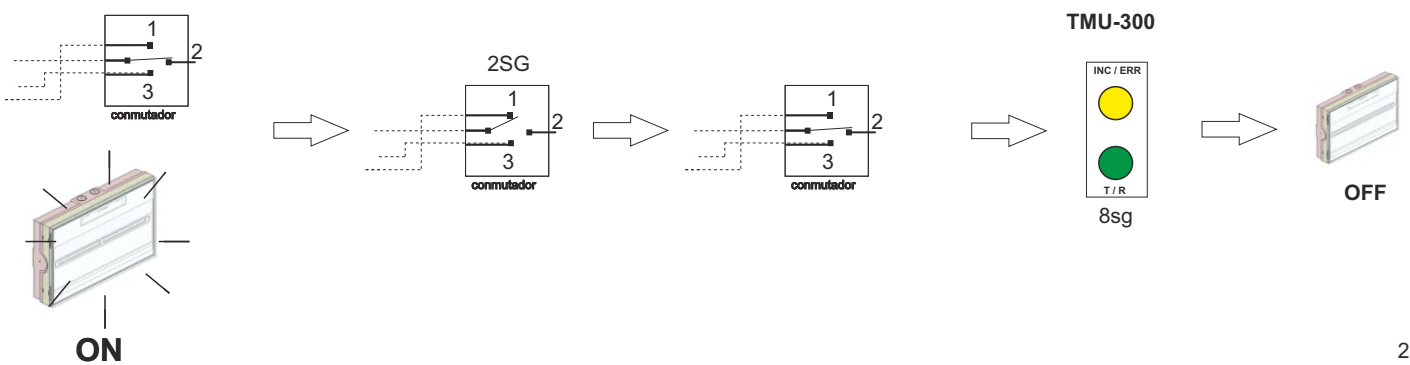 1
2
3
conmutador
ON
2SG
1
2
3
conmutador
1
2
3
conmutador
TMU-300
INC / ERR
T / R
8sg
OFF
2